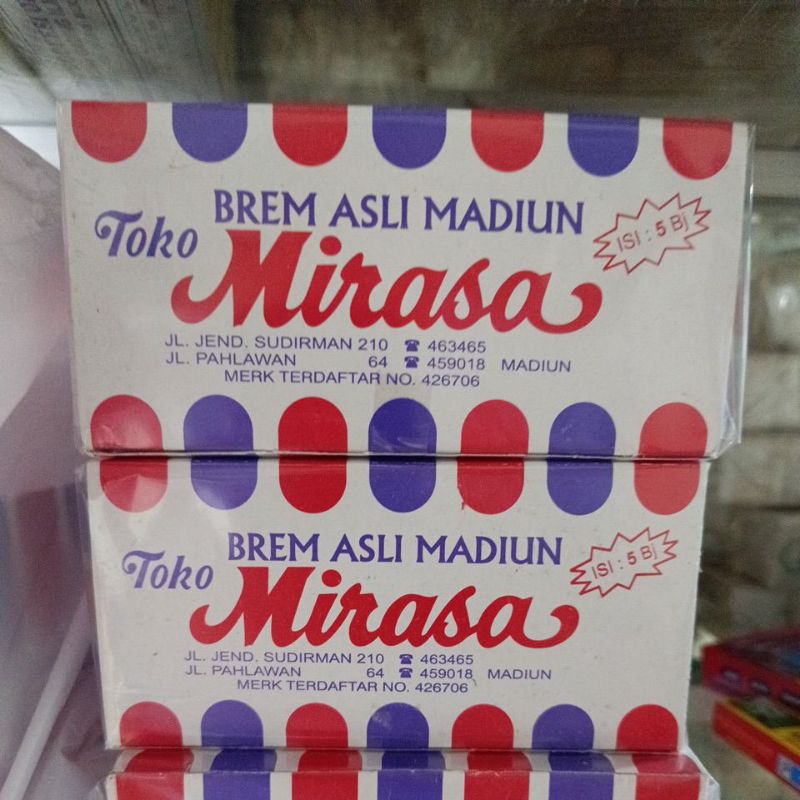 BREM ASLI MADIUN
Toko Mirasa
ISI : 5 Bj
JL. JEND. SUDIRMAN 210 ☎ 463465
JL. PAHLAWAN 64 ☎ 459018 MADIUN
MERK TERDAFTAR NO. 426706
BREM ASLI MADIUN
Toko Mirasa
ISI : 5 Bj
JL. JEND. SUDIRMAN 210 ☎ 463465
JL. PAHLAWAN 64 ☎ 459018 MADIUN
MERK TERDAFTAR NO. 426706